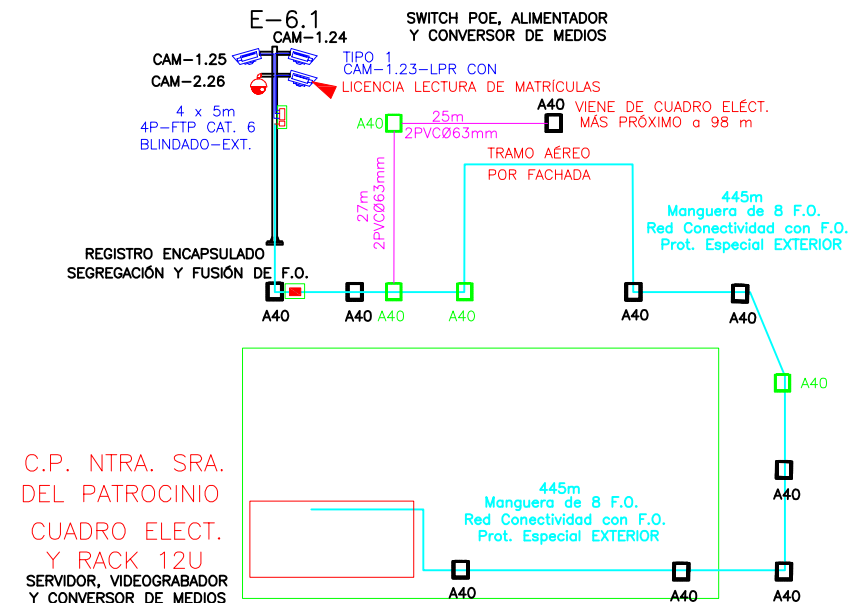 E-6.1
SWITCH POE, ALIMENTADOR
Y CONVERSOR DE MEDIOS
CAM-1.24
CAM-1.25
TIPO 1
CAM-1.23-LPR CON
LICENCIA LECTURA DE MATRÍCULAS
CAM-2.26
4 x 5m
4P-FTP CAT. 6
BLINDADO-EXT.
A40
25m
2PVCØ63mm
A40
VIENE DE CUADRO ELÉCT.
MÁS PRÓXIMO a 98 m
27m
2PVCØ63mm
TRAMO AÉREO
POR FACHADA
445m
Manguera de 8 F.O.
Red Conectividad con F.O.
Prot. Especial EXTERIOR
REGISTRO ENCAPSULADO
SEGREGACIÓN Y FUSIÓN DE F.O.
A40
A40
A40
A40
A40
A40
A40
A40
C.P. NTRA. SRA.
DEL PATROCINIO
CUADRO ELECT.
Y RACK 12U
SERVIDOR, VIDEOGRABADOR
Y CONVERSOR DE MEDIOS
445m
Manguera de 8 F.O.
Red Conectividad con F.O.
Prot. Especial EXTERIOR
A40
A40
A40